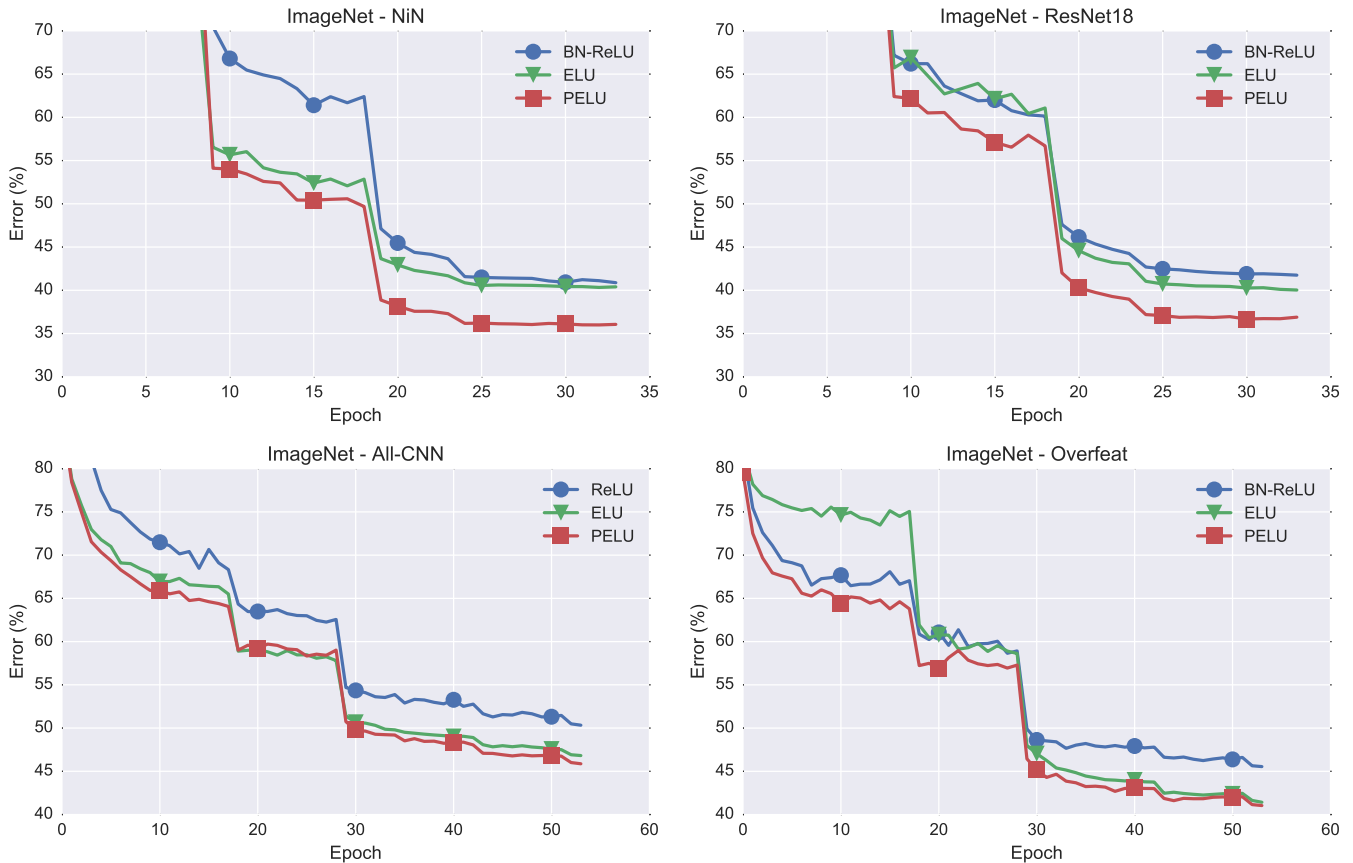 ImageNet - NiN
70
65
60
55
50
45
40
35
30
Error (%)
0 5 10 15 20 25 30 35
Epoch
BN-ReLU
ELU
PELU
ImageNet - ResNet18
70
65
60
55
50
45
40
35
30
Error (%)
0 5 10 15 20 25 30 35
Epoch
BN-ReLU
ELU
PELU
ImageNet - All-CNN
80
75
70
65
60
55
50
45
40
Error (%)
0 10 20 30 40 50 60
Epoch
ReLU
ELU
PELU
ImageNet - Overfeat
80
75
70
65
60
55
50
45
40
Error (%)
0 10 20 30 40 50 60
Epoch
BN-ReLU
ELU
PELU